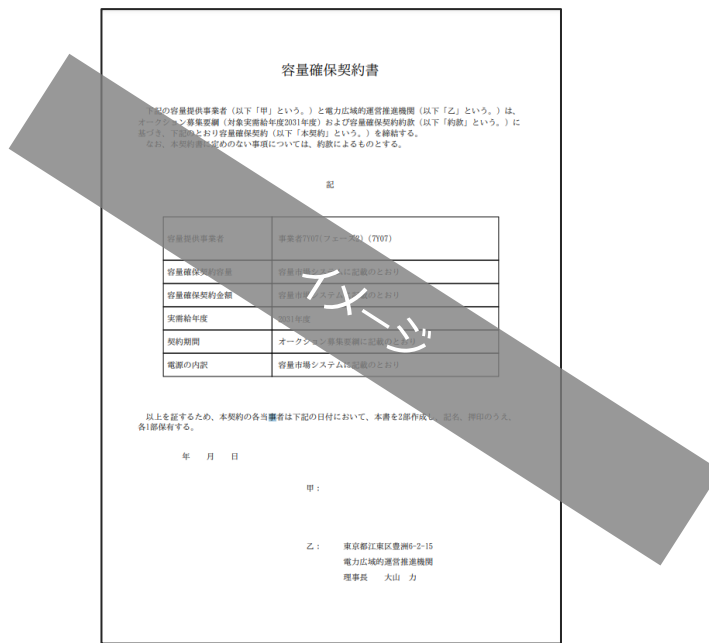 容量確保契約書
下記の容量提供事業者（以下「甲」という。）と電力広域的運営推進機関（以下「乙」という。）は、
オークション募集要綱（対象実需給年度2031年度）および容量確保契約約款（以下「約款」という。）に
基づき、下記のとおり容量確保契約（以下「本契約」という。）を締結する。
なお、本契約書に定めのない事項については、約款によるものとする。
記
容量提供事業者 事業者7Y07(フェーズ2) (7Y07)
容量確保契約容量 容量市場システムに記載のとおり
容量確保契約金額 容量市場システムに記載のとおり
実需給年度 2031年度
契約期間 オークション募集要綱に記載のとおり
電源の内訳 容量市場システムに記載のとおり
イメージ
以上を証するため、本契約の各当事者は下記の日付において、本書を2部作成し、記名、押印のうえ、
各1部保有する。
年 月 日
甲：
乙： 東京都江東区豊洲6-2-15
電力広域的運営推進機関
理事長 大山 力